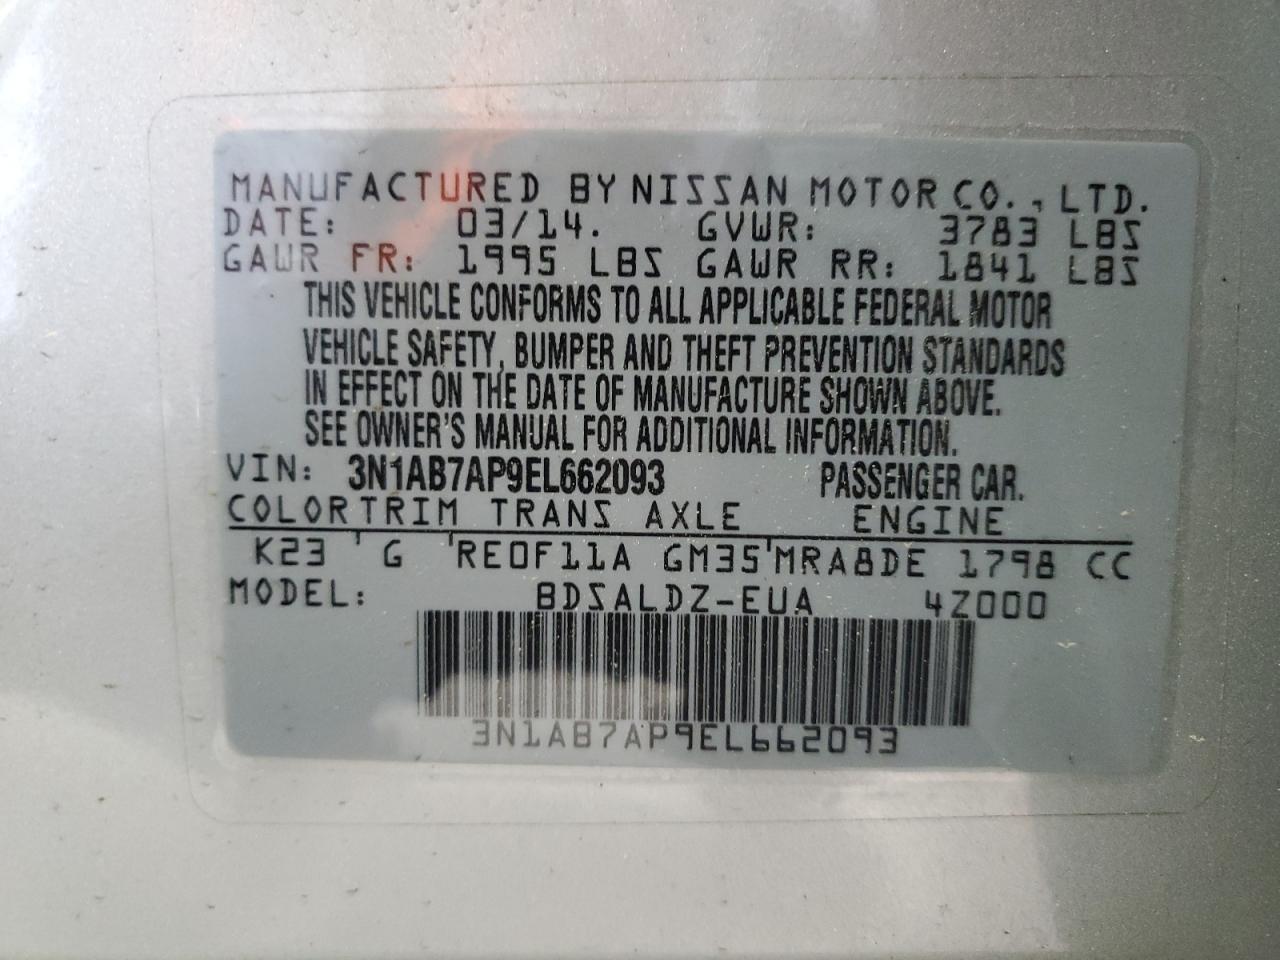 MANUFACTURED BY NISSAN MOTOR CO., LTD.
DATE: 03/14. GVWR: 3783 LBS
GAWR FR: 1995 LBS GAWR RR: 1841 LBS
THIS VEHICLE CONFORMS TO ALL APPLICABLE FEDERAL MOTOR
VEHICLE SAFETY, BUMPER AND THEFT PREVENTION STANDARDS
IN EFFECT ON THE DATE OF MANUFACTURE SHOWN ABOVE.
SEE OWNER'S MANUAL FOR ADDITIONAL INFORMATION.
VIN: 3N1AB7AP9EL662093 PASSENGER CAR.
COLORTRIM TRANS AXLE ENGINE
K23 ' G 'RE0F11A GM35'MRA8DE 1798 CC
MODEL: BDSALDZ-EUA 4Z000
3N1AB7AP9EL662093